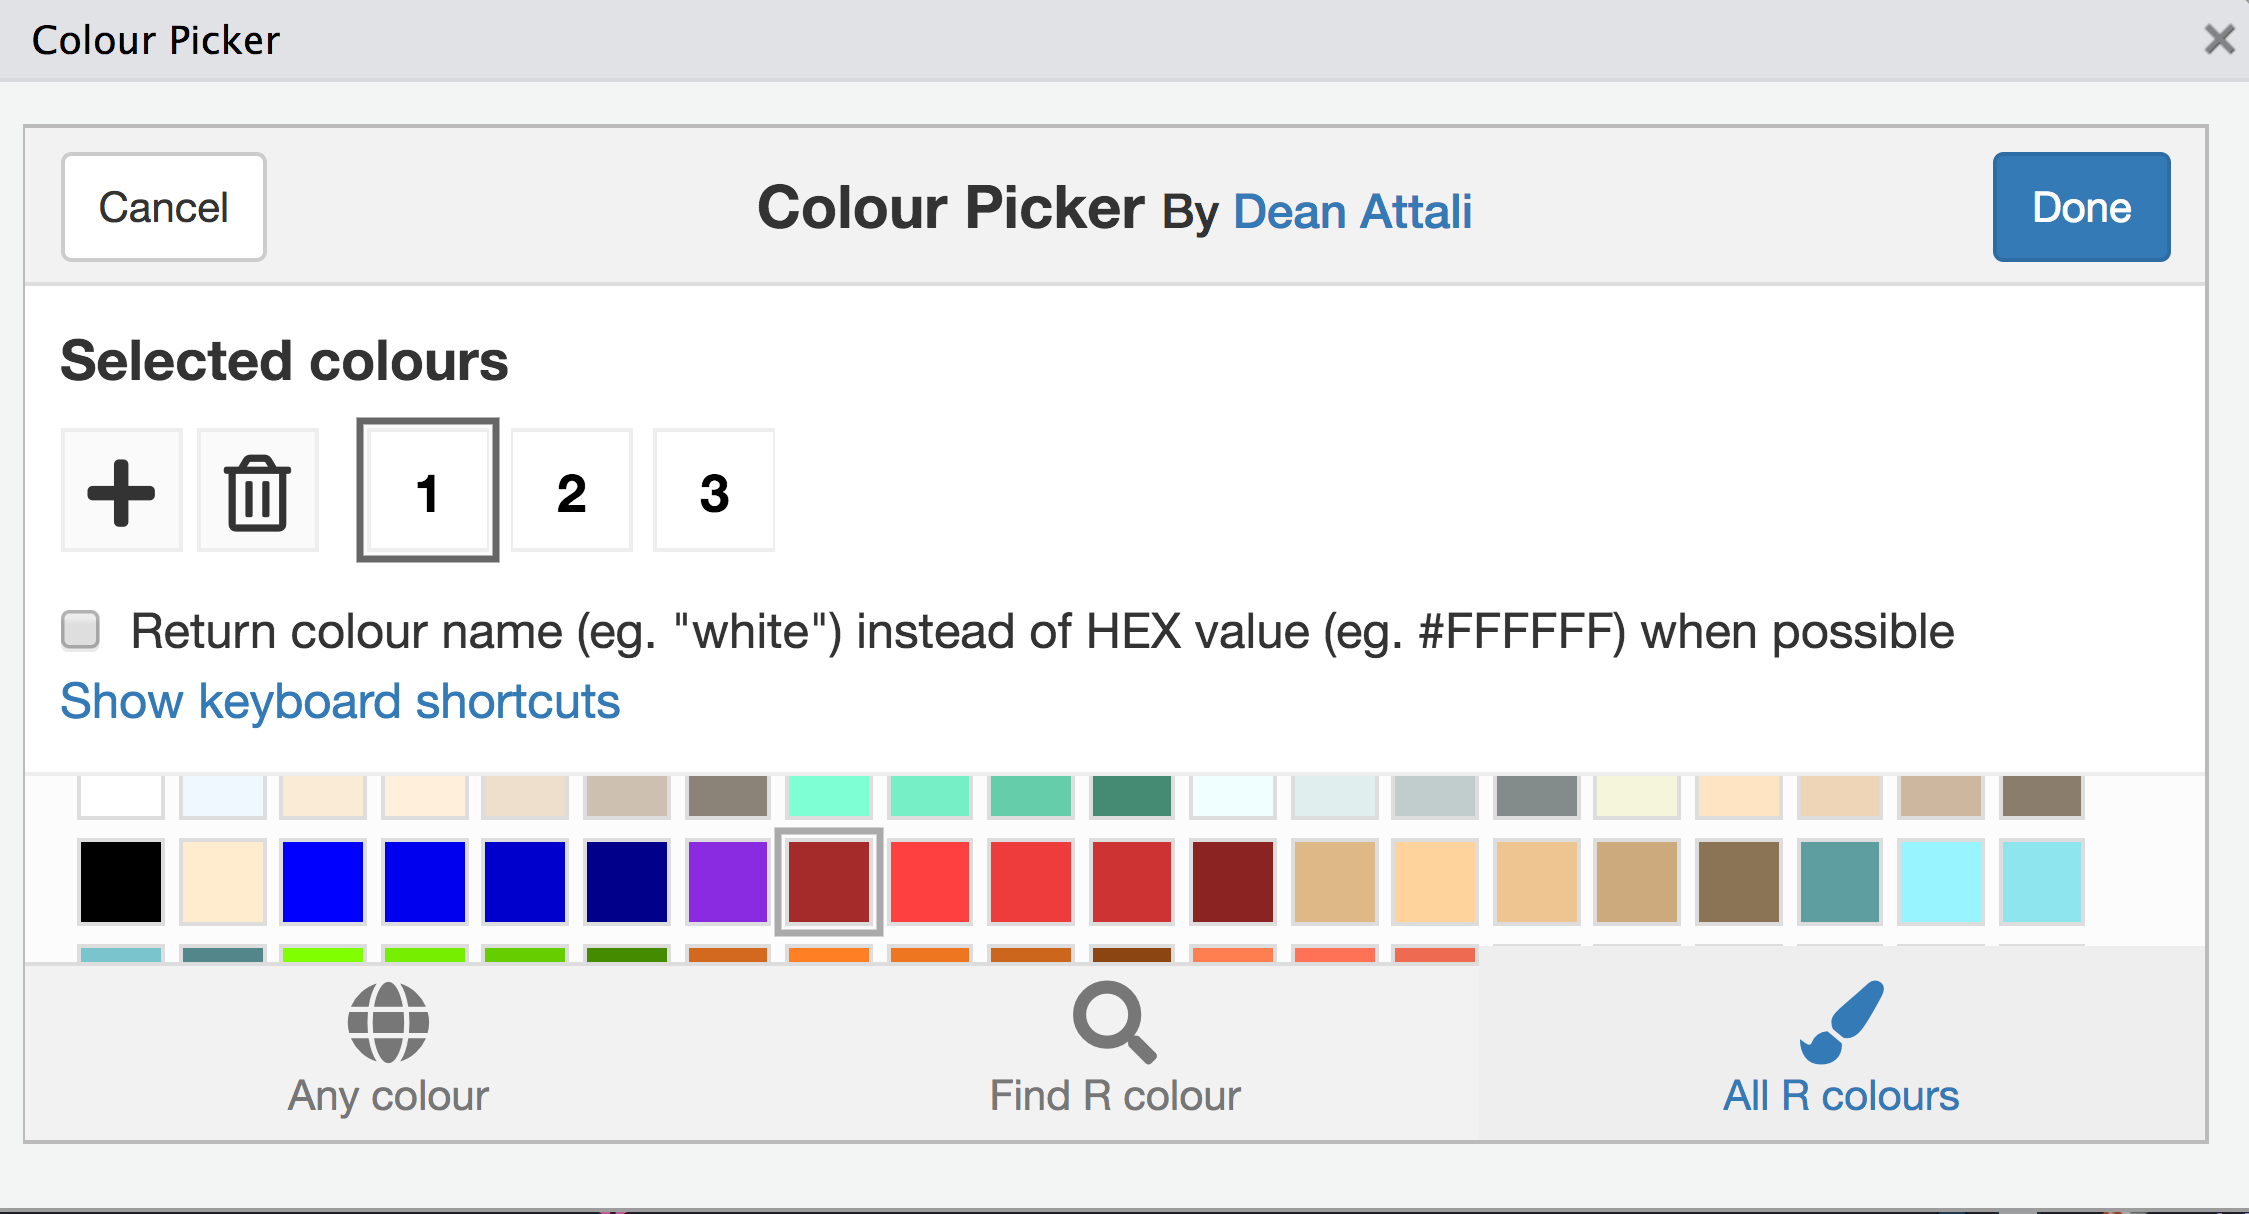 Colour Picker
Cancel
Colour Picker By Dean Attali
Done
Selected colours
1 2 3
Return colour name (eg. "white") instead of HEX value (eg. #FFFFFF) when possible
Show keyboard shortcuts
Any colour
Find R colour
All R colours